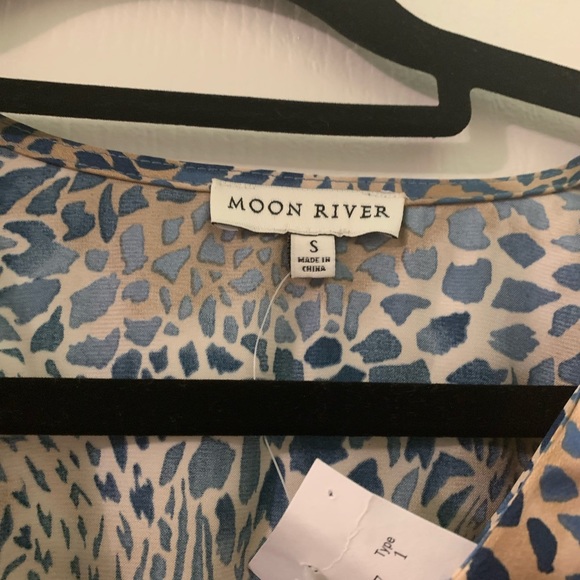 MOON RIVER
S
MADE IN
CHINA
Type
1